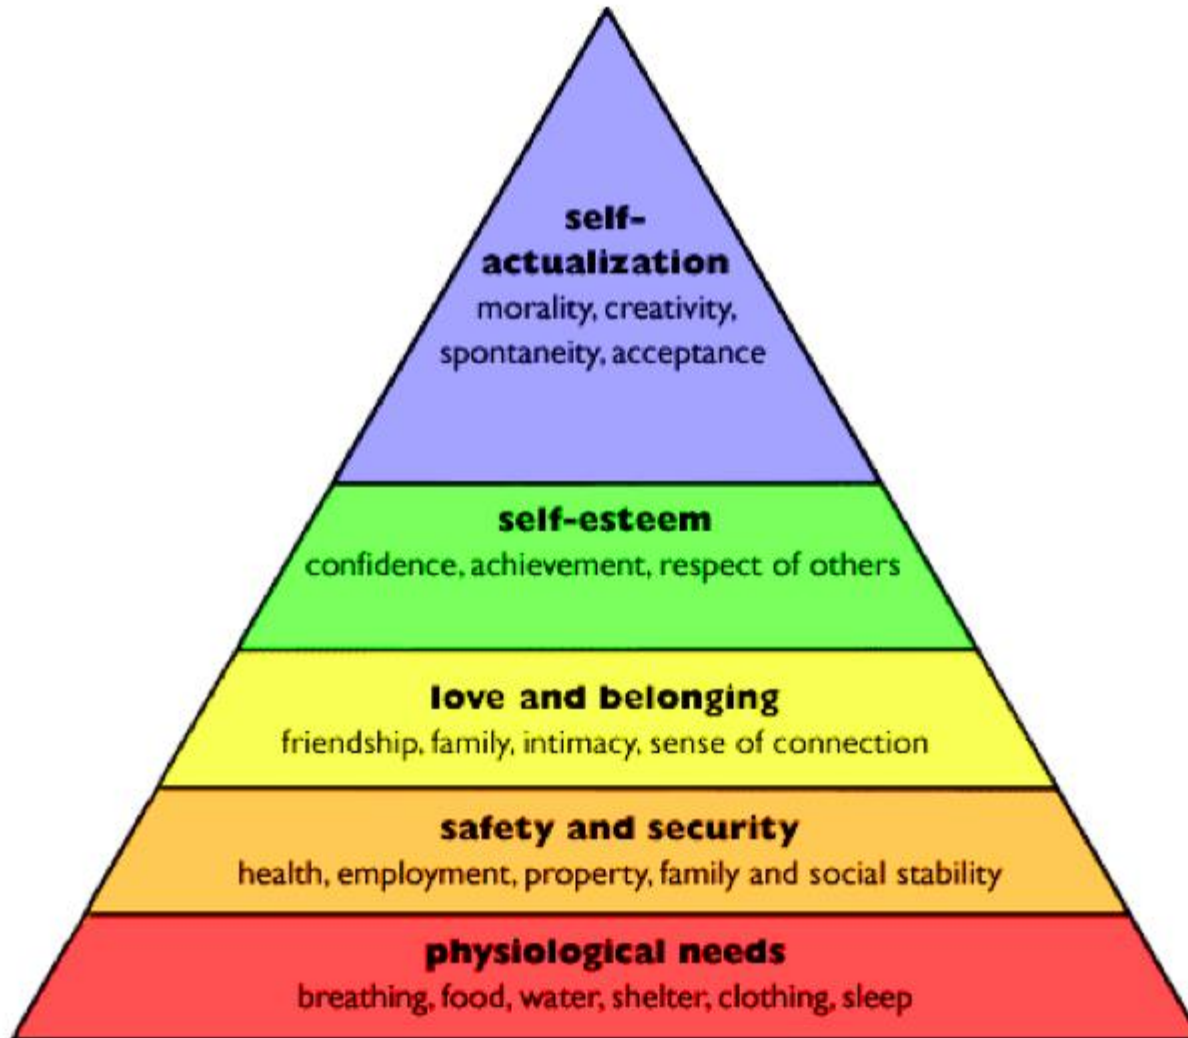 self-
actualization
morality, creativity,
spontaneity, acceptance
self-esteem
confidence, achievement, respect of others
love and belonging
friendship, family, intimacy, sense of connection
safety and security
health, employment, property, family and social stability
physiological needs
breathing, food, water, shelter, clothing, sleep